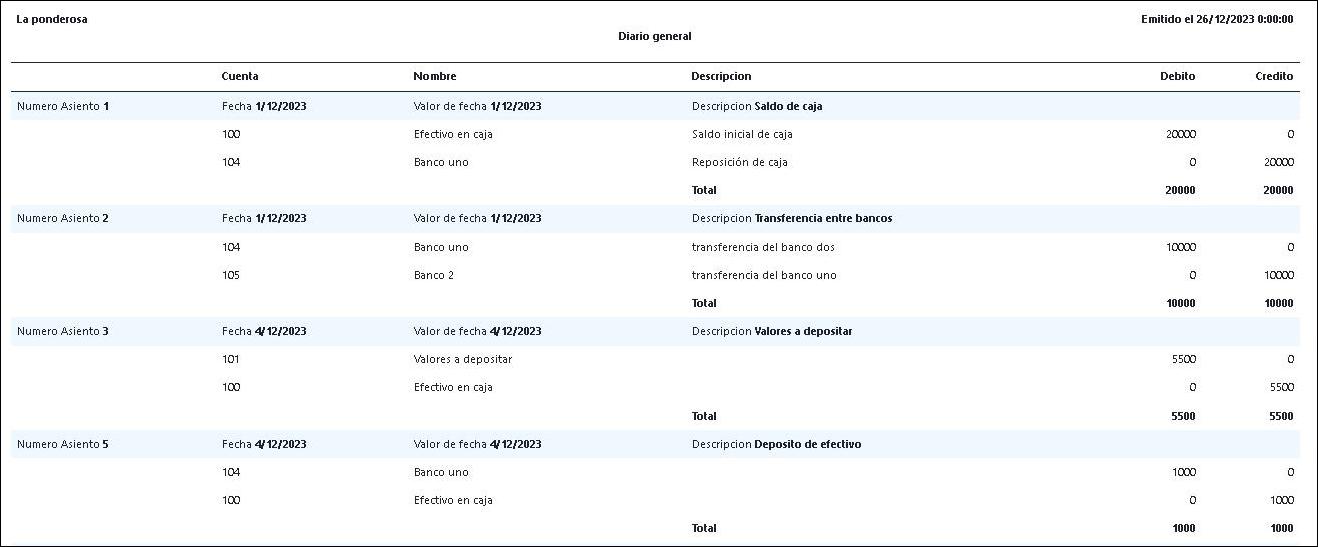 La ponderosa Emitido el 26/12/2023 0:00:00
Diario general
Cuenta Nombre Descripcion Debito Credito
Numero Asiento 1 Fecha 1/12/2023 Valor de fecha 1/12/2023 Descripcion Saldo de caja
100 Efectivo en caja Saldo inicial de caja 20000 0
104 Banco uno Reposición de caja 0 20000
Total 20000 20000
Numero Asiento 2 Fecha 1/12/2023 Valor de fecha 1/12/2023 Descripcion Transferencia entre bancos
104 Banco uno transferencia del banco dos 10000 0
105 Banco 2 transferencia del banco uno 0 10000
Total 10000 10000
Numero Asiento 3 Fecha 4/12/2023 Valor de fecha 4/12/2023 Descripcion Valores a depositar
101 Valores a depositar 5500 0
100 Efectivo en caja 0 5500
Total 5500 5500
Numero Asiento 5 Fecha 4/12/2023 Valor de fecha 4/12/2023 Descripcion Deposito de efectivo
104 Banco uno 1000 0
100 Efectivo en caja 0 1000
Total 1000 1000